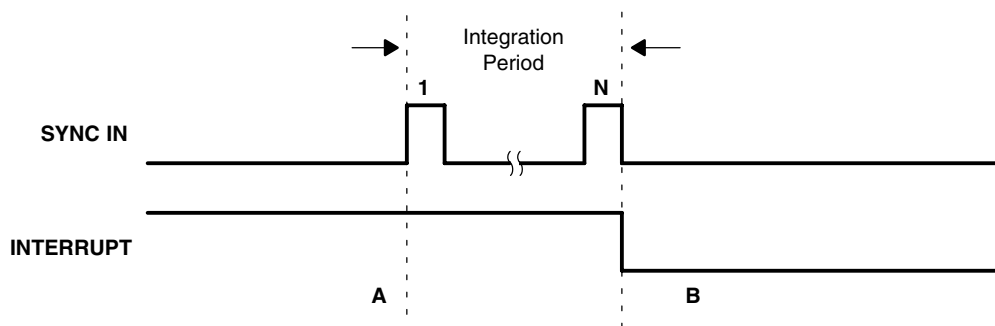 Integration
Period
1
N
SYNC IN
INTERRUPT
A
B